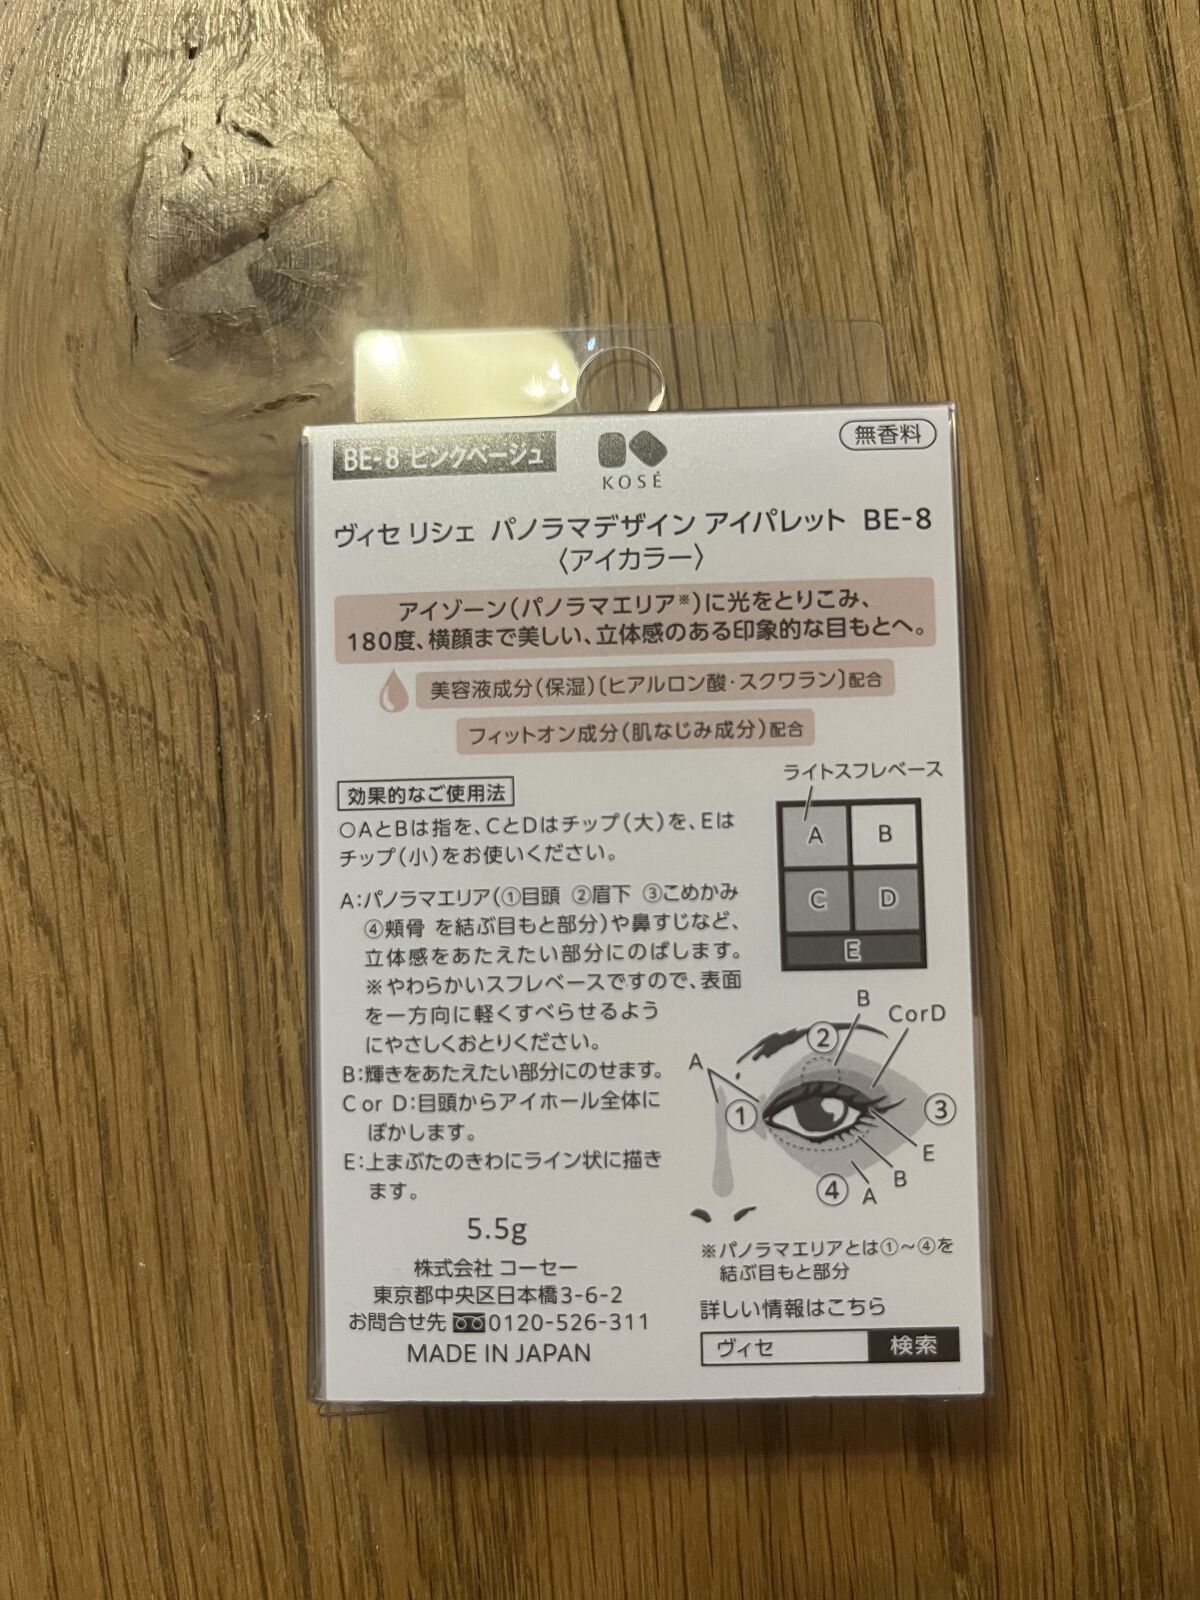 BE-8 ピンクベージュ
KOSÉ
無香料
ヴィセ リシェ パノラマデザイン アイパレット BE-8
〈アイカラー〉
アイゾーン(パノラマエリア※)に光をとりこみ、
180度、横顔まで美しい、立体感のある印象的な目もとへ。
美容液成分(保湿)〔ヒアルロン酸・スクワラン〕配合
フィットオン成分(肌なじみ成分)配合
効果的なご使用法
○AとBは指を、CとDはチップ(大)を、Eは
チップ(小)をお使いください。
A:パノラマエリア(①目頭 ②眉下 ③こめかみ
④頬骨 を結ぶ目もと部分)や鼻すじなど、
立体感をあたえたい部分にのばします。
※やわらかいスフレベースですので、表面
を一方向に軽くすべらせるよう
にやさしくおとりください。
B:輝きをあたえたい部分にのせます。
C or D:目頭からアイホール全体に
ぼかします。
E:上まぶたのきわにライン状に描き
ます。
5.5g
株式会社 コーセー
東京都中央区日本橋3-6-2
お問合せ先 0120-526-311
MADE IN JAPAN
ライトスフレベース
A B
C D
E
B
CorD
②
A
①
③
E
B
④
A
※パノラマエリアとは①～④を
結ぶ目もと部分
詳しい情報はこちら
ヴィセ 検索